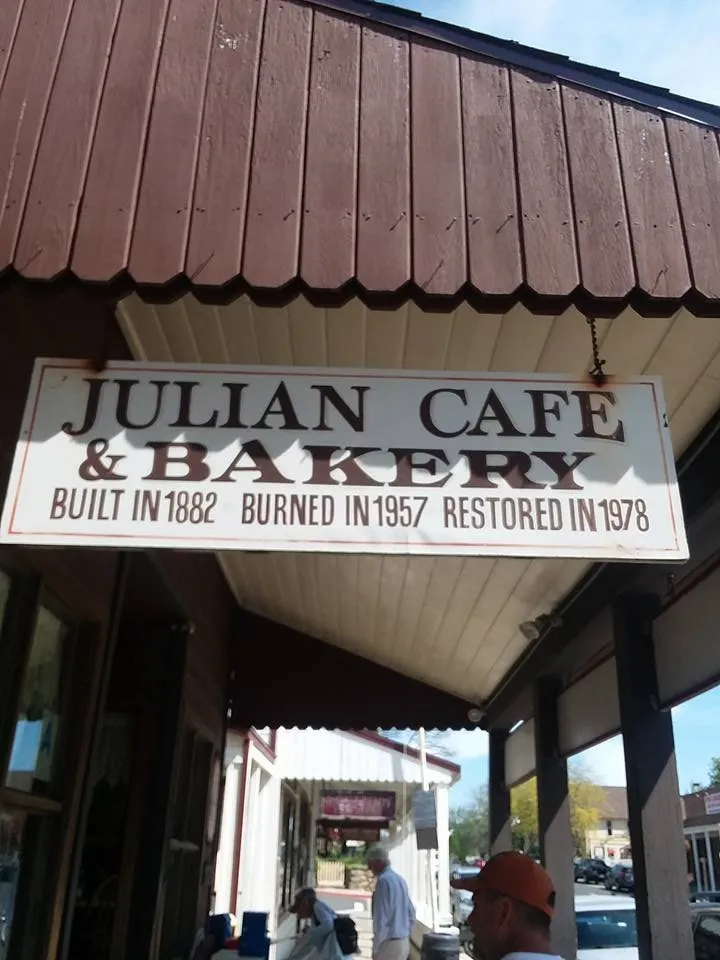 JULIAN CAFE
& BAKERY
BUILT IN 1882 BURNED IN 1957 RESTORED IN 1978